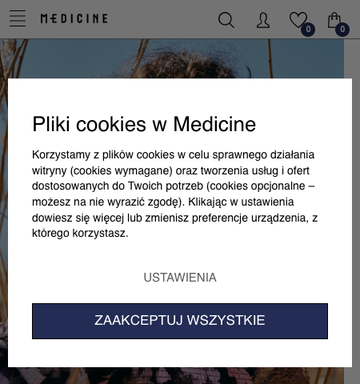 MEDICINE
0
0
Pliki cookies w Medicine
Korzystamy z plików cookies w celu sprawnego działania
witryny (cookies wymagane) oraz tworzenia usług i ofert
dostosowanych do Twoich potrzeb (cookies opcjonalne –
możesz na nie wyrazić zgodę). Klikając w ustawienia
dowiesz się więcej lub zmienisz preferencje urządzenia, z
którego korzystasz.
USTAWIENIA
ZAAKCEPTUJ WSZYSTKIE